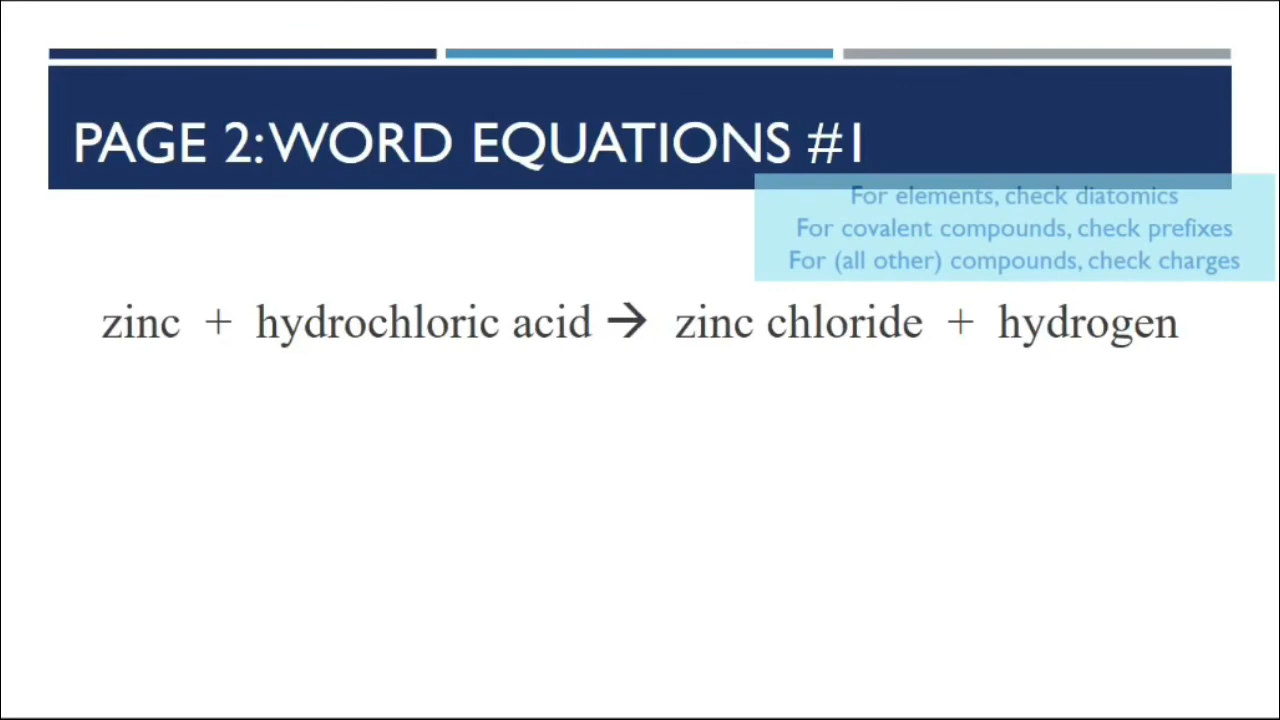 PAGE 2: WORD EQUATIONS #1
For elements, check diatomics
For covalent compounds, check prefixes
For (all other) compounds, check charges
zinc + hydrochloric acid → zinc chloride + hydrogen